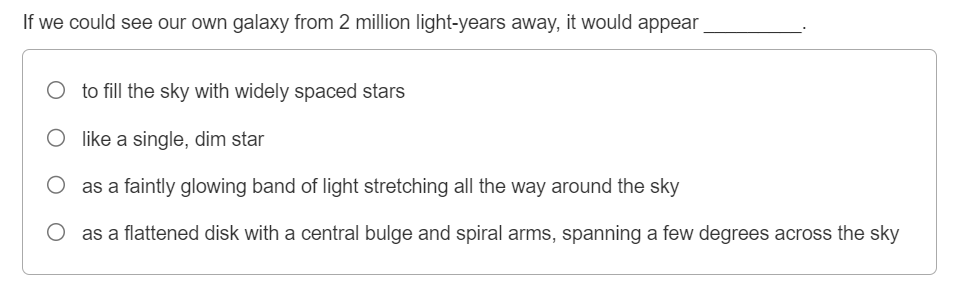 If we could see our own galaxy from 2 million light-years away, it would appear __________.
to fill the sky with widely spaced stars
like a single, dim star
as a faintly glowing band of light stretching all the way around the sky
as a flattened disk with a central bulge and spiral arms, spanning a few degrees across the sky